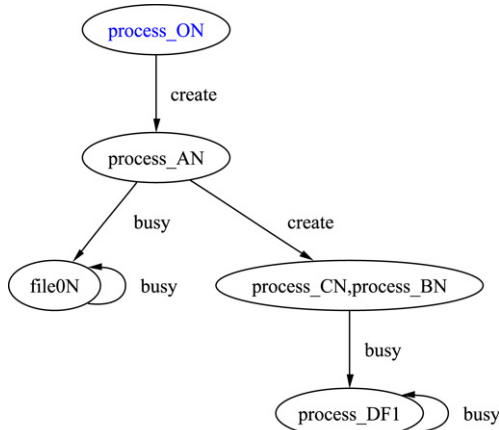 process_ON
create
process_AN
busy
create
file0N
busy
process_CN,process_BN
busy
process_DF1
busy